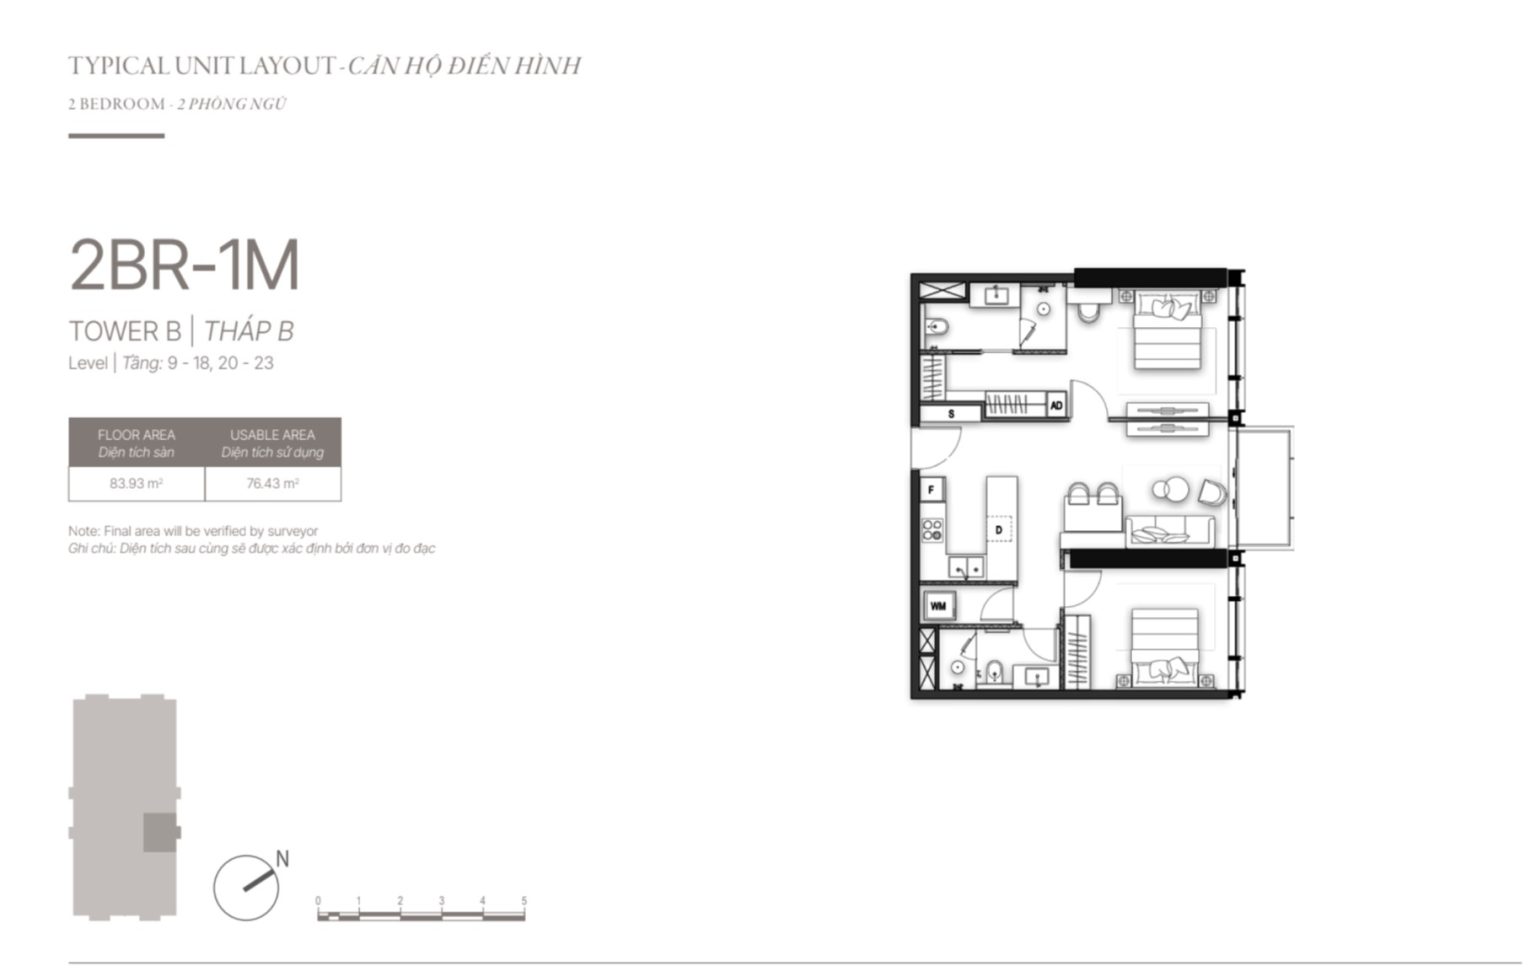 TYPICAL UNIT LAYOUT - CĂN HỘ ĐIỂN HÌNH
2 BEDROOM - 2 PHÒNG NGỦ
2BR-1M
TOWER B | THÁP B
Level | Tầng: 9 - 18, 20 - 23
FLOOR AREA USABLE AREA
Diện tích sàn Diện tích sử dụng
83.93 m² 76.43 m²
Note: Final area will be verified by surveyor
Ghi chú: Diện tích sau cùng sẽ được xác định bởi đơn vị đo đạc
S
AD
F
D
WM
N
0 1 2 3 4 5